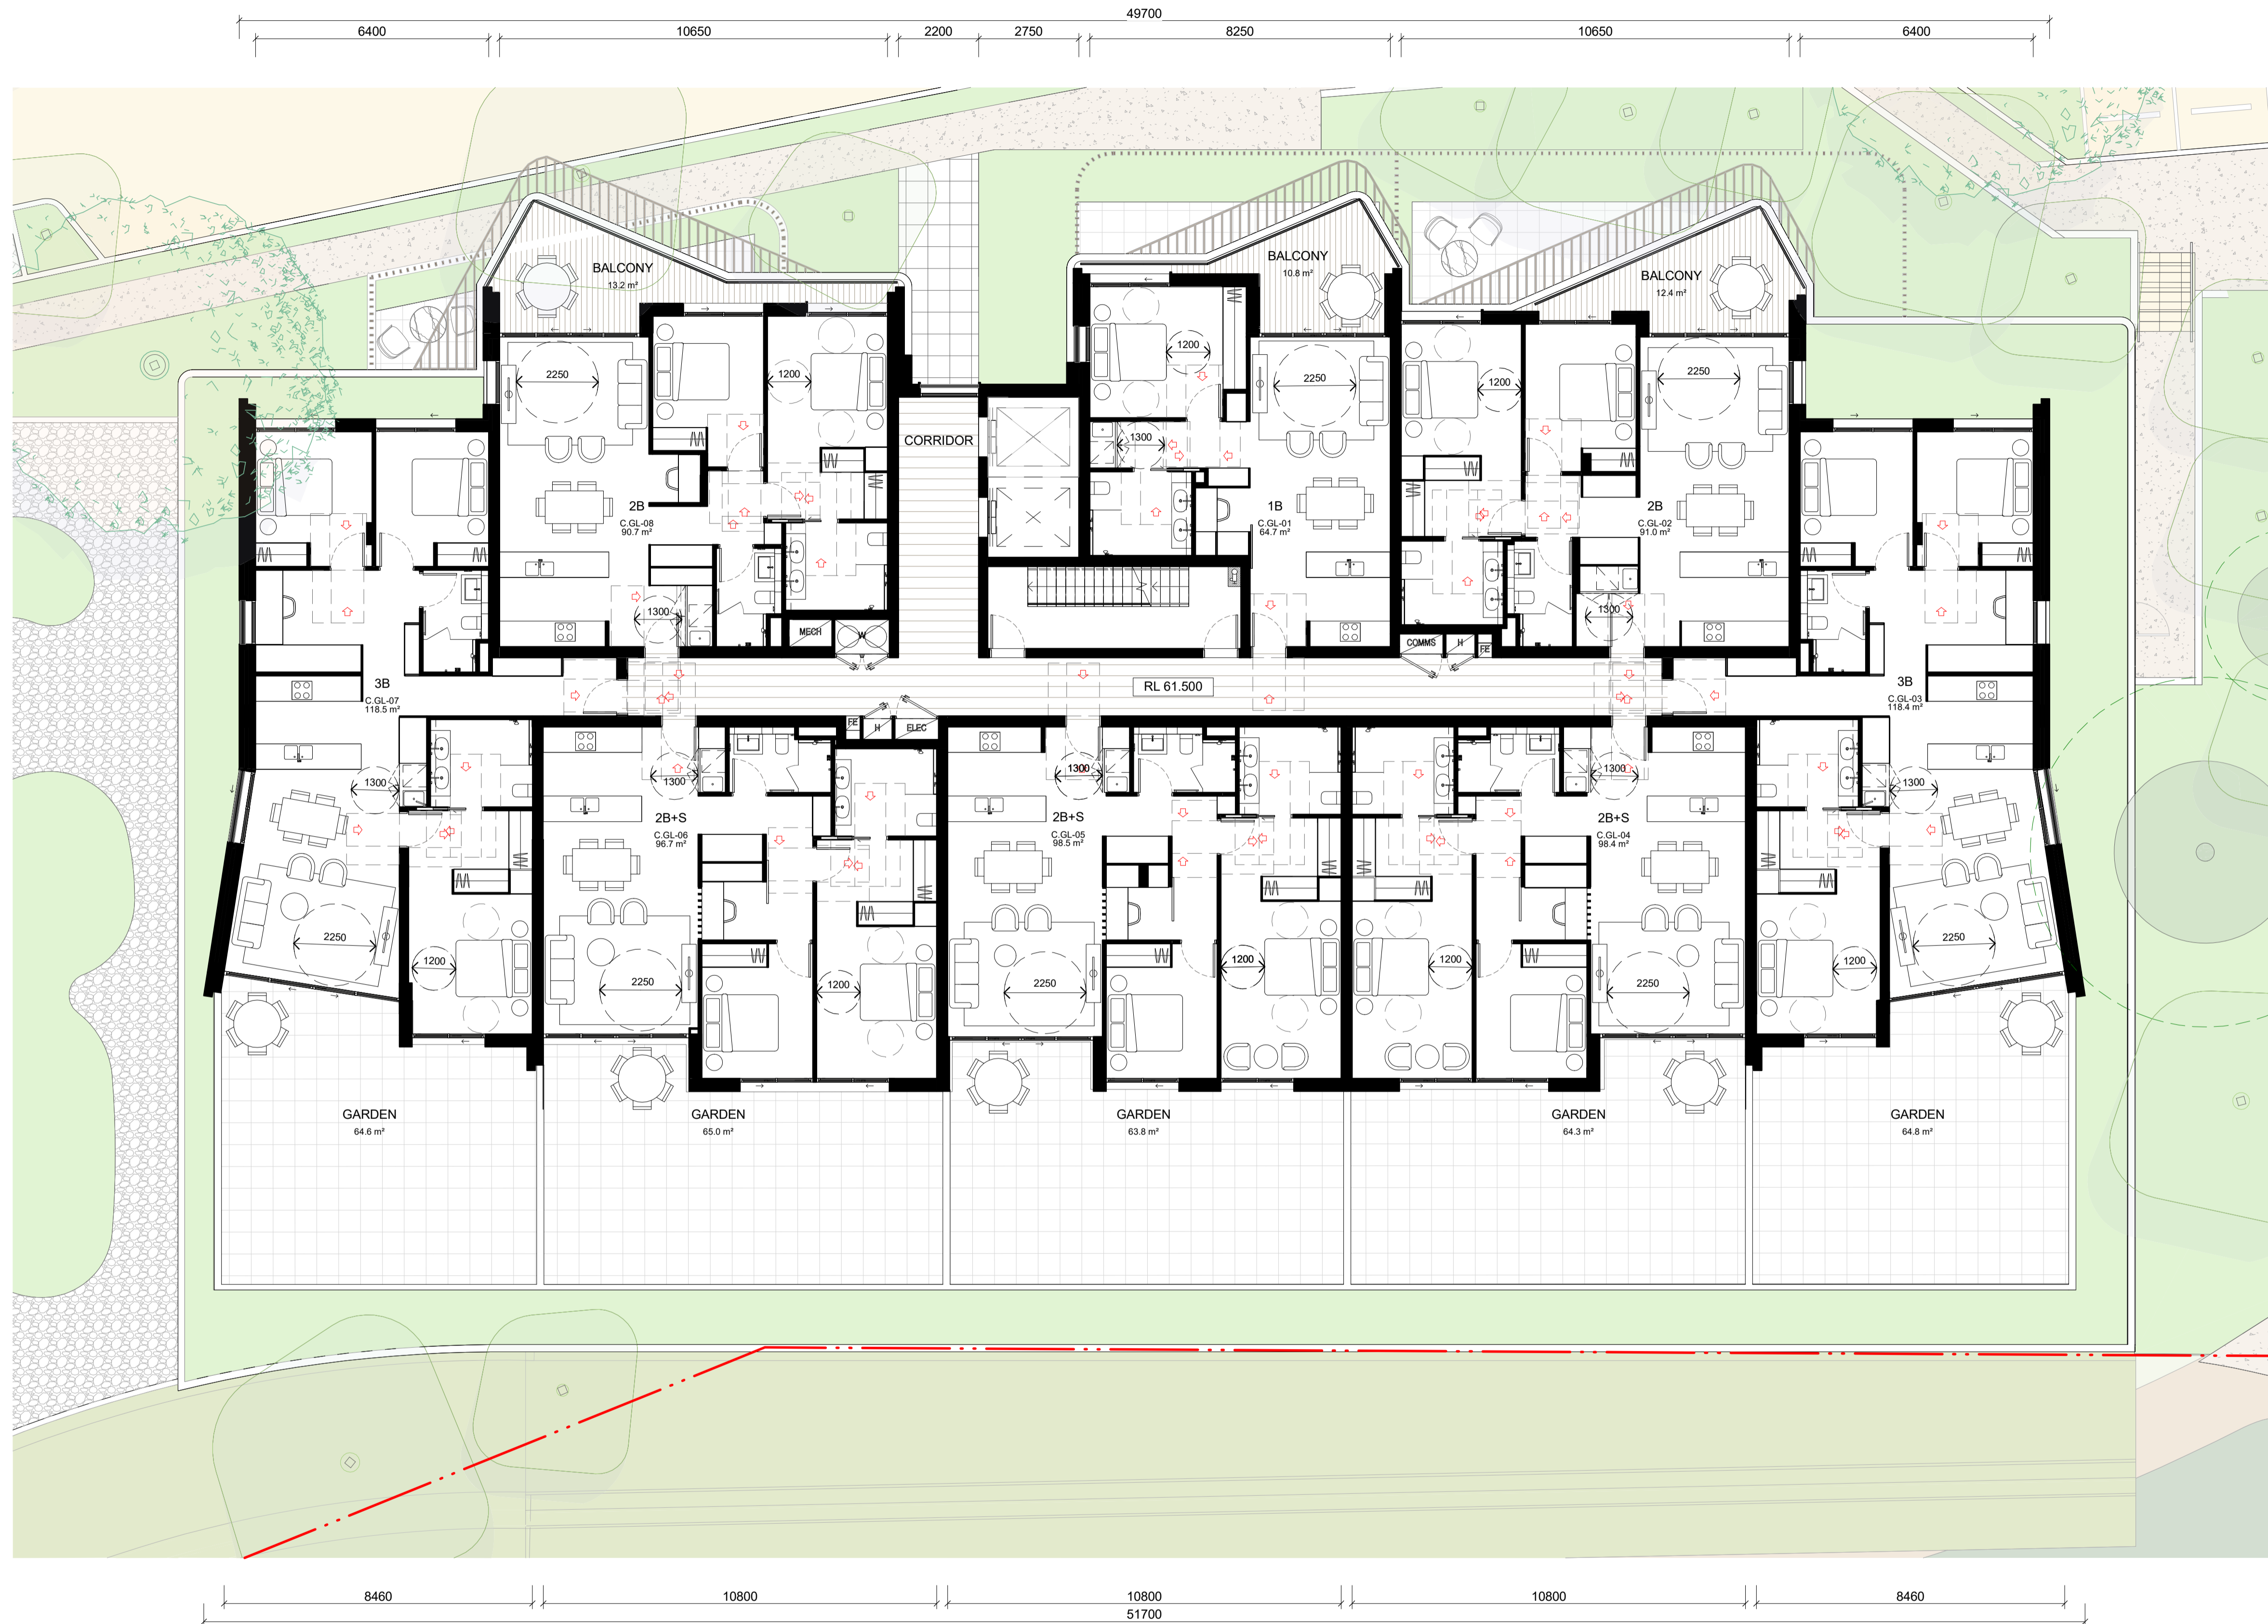 49700
6400
10650
2200
2750
8250
10650
6400
BALCONY
13.2 m²
BALCONY
10.8 m²
BALCONY
12.4 m²
2250
1200
1200
2250
1200
2250
CORRIDOR
1300
2B
C.GL-08
90.7 m²
1B
C.GL-01
64.7 m²
2B
C.GL-02
91.0 m²
1300
1300
MECH
W
COMMS
H
FE
3B
C.GL-07
118.5 m²
RL 61.500
3B
C.GL-03
118.4 m²
FE
H
ELEC
1300
1300
1300
1300
1300
2B+S
C.GL-06
96.7 m²
2B+S
C.GL-05
98.5 m²
2B+S
C.GL-04
98.4 m²
2250
1200
2250
1200
2250
1200
1200
2250
1200
2250
GARDEN
64.6 m²
GARDEN
65.0 m²
GARDEN
63.8 m²
GARDEN
64.3 m²
GARDEN
64.8 m²
8460
10800
10800
10800
8460
51700